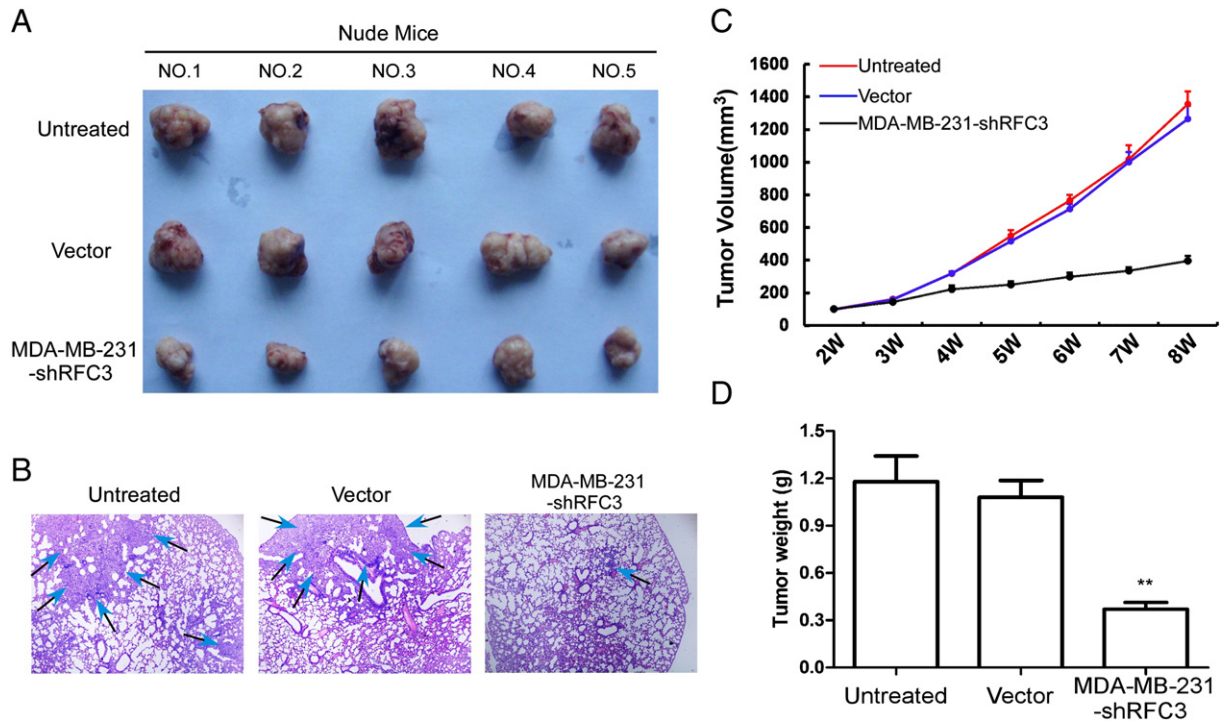 A
Nude Mice
NO.1 NO.2 NO.3 NO.4 NO.5
Untreated
Vector
MDA-MB-231
-shRFC3
B
Untreated
Vector
MDA-MB-231
-shRFC3
C
Tumor Volume(mm³)
1600
1400
1200
1000
800
600
400
200
0
Untreated
Vector
MDA-MB-231-shRFC3
2W 3W 4W 5W 6W 7W 8W
D
Tumor weight (g)
1.5
1.2
0.9
0.6
0.3
0.0
**
Untreated Vector MDA-MB-231
-shRFC3